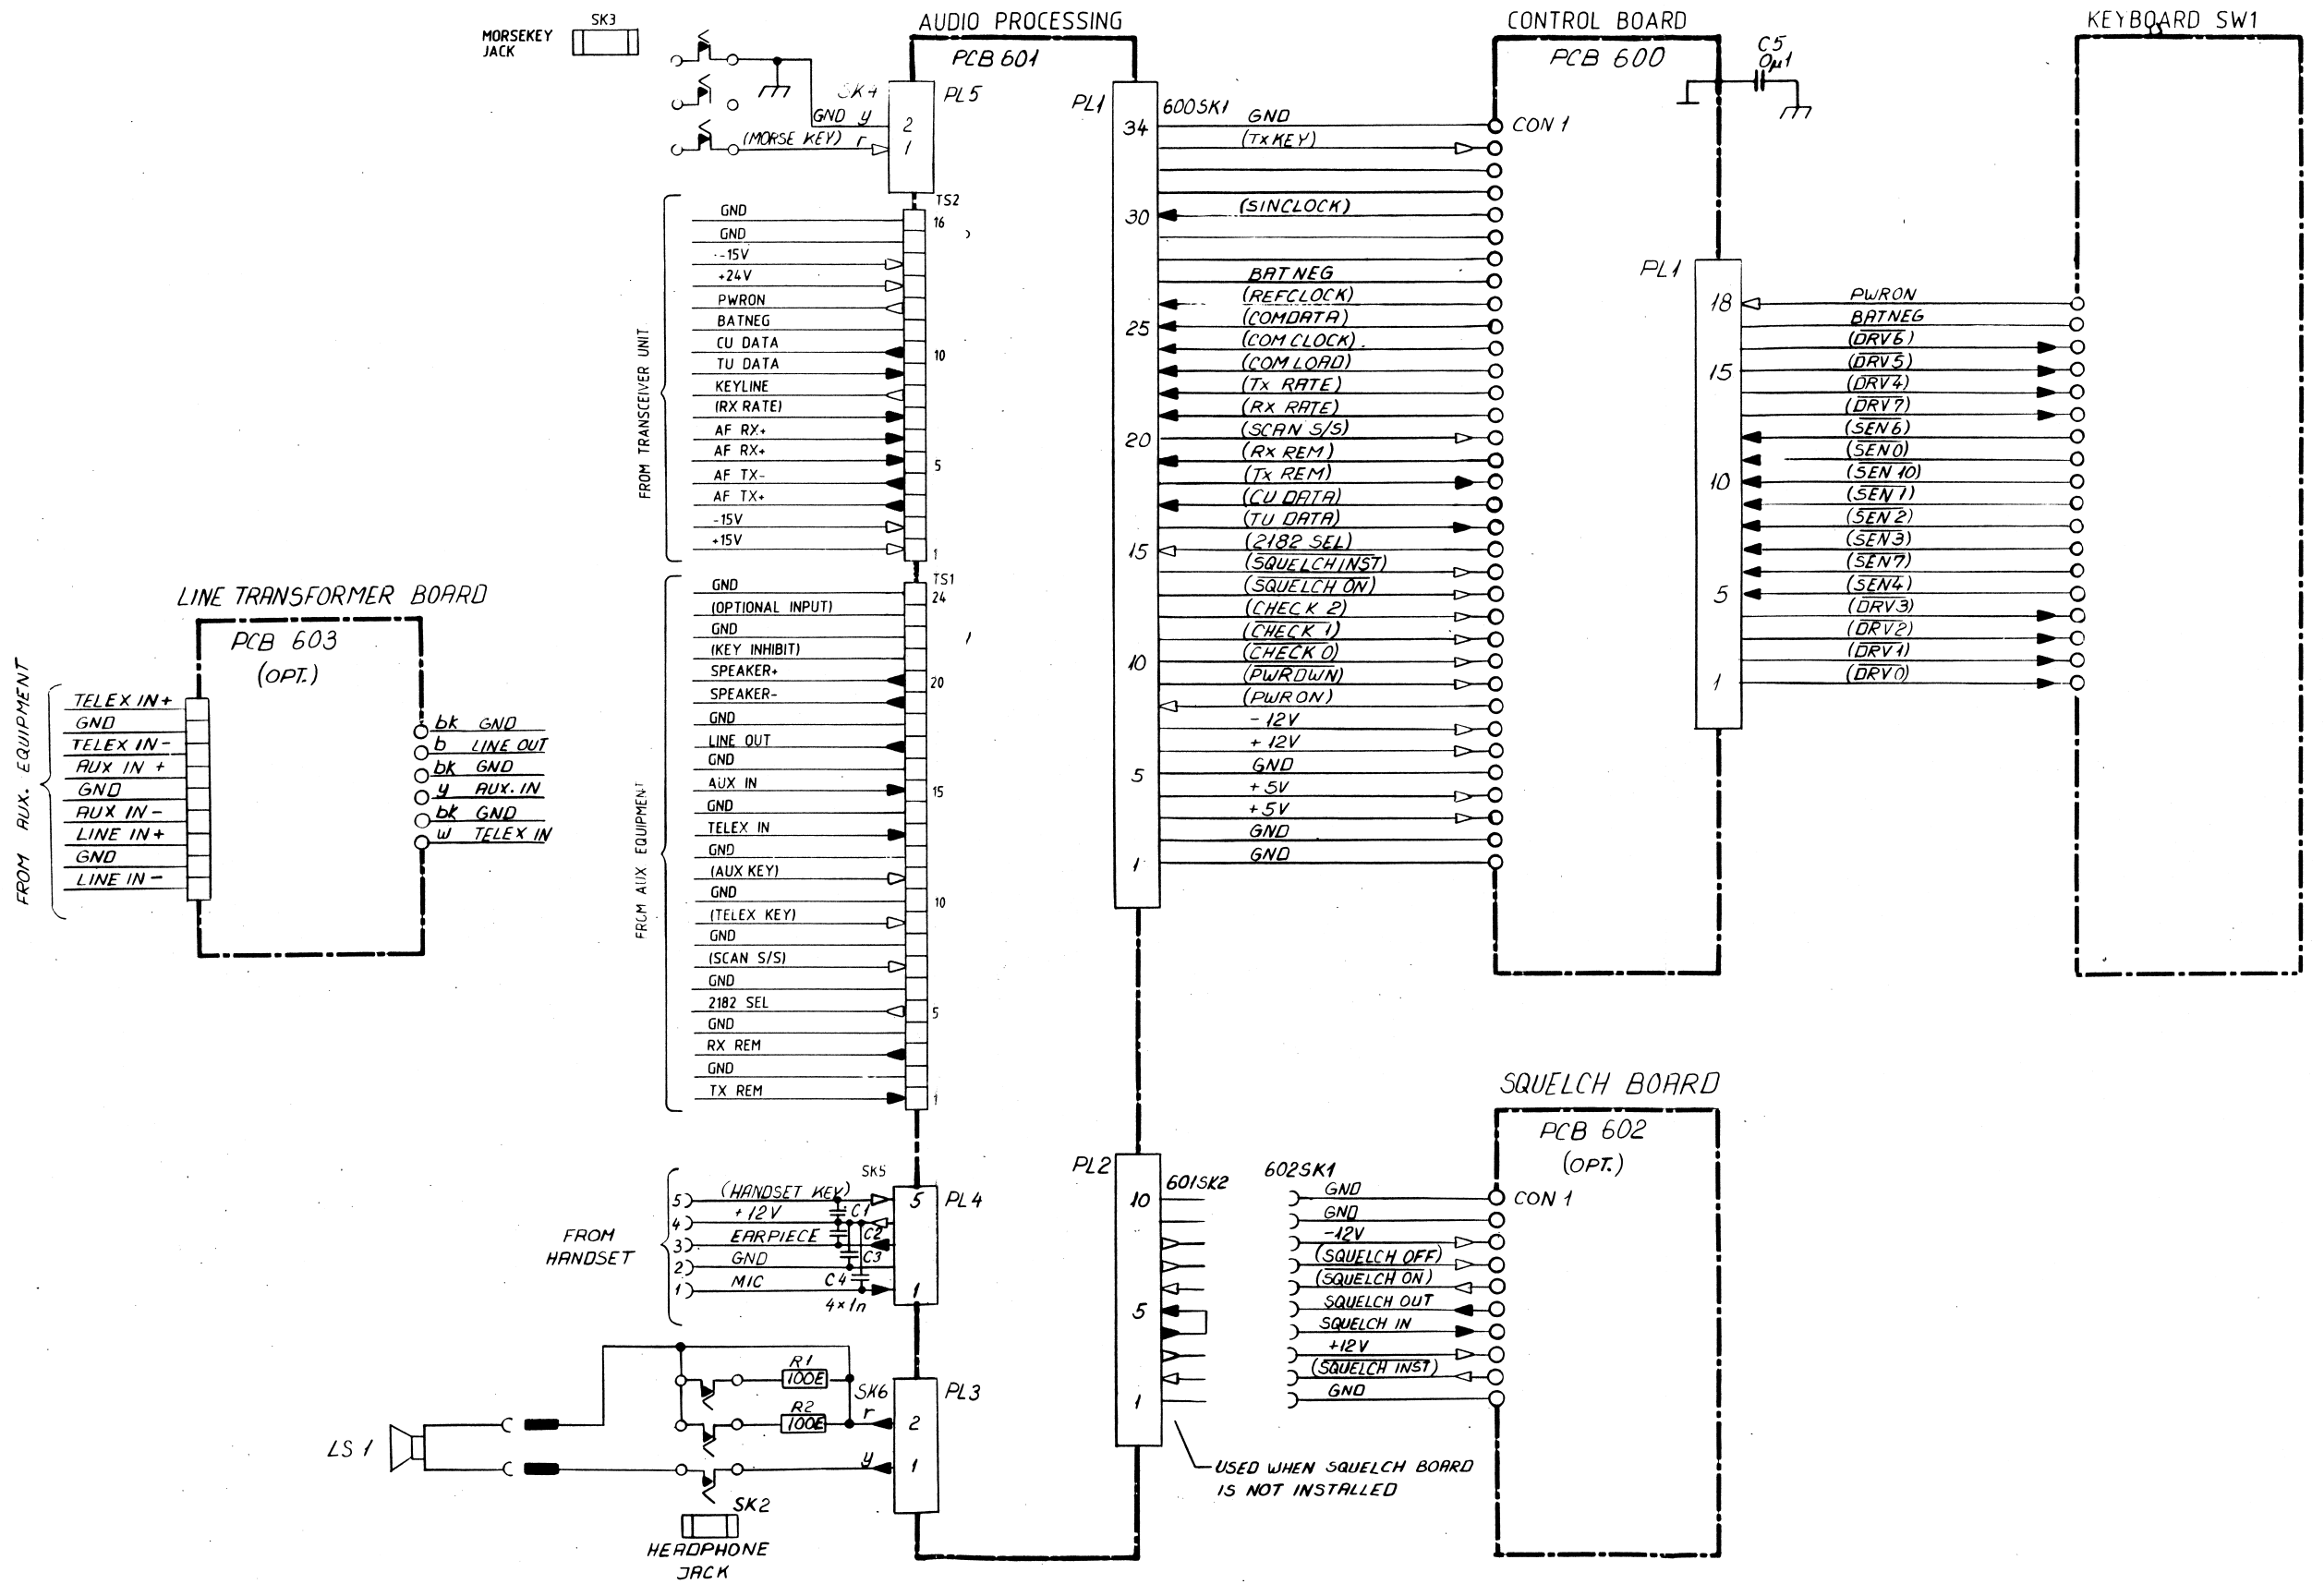 SK3
MORSEKEY
JACK
AUDIO PROCESSING
PCB 601
SK4
PL5
GND y
2
(MORSE KEY) r
1
TS2
FROM TRANSCEIVER UNIT
GND
16
GND
-15V
+24V
PWRON
BATNEG
CU DATA
10
TU DATA
KEYLINE
(RX RATE)
AF RX+
AF RX+
5
AF TX-
AF TX+
-15V
+15V
1
TS1
FROM AUX EQUIPMENT
GND
24
(OPTIONAL INPUT)
GND
(KEY INHIBIT)
SPEAKER+
20
SPEAKER-
GND
LINE OUT
GND
AUX IN
15
GND
TELEX IN
GND
(AUX KEY)
GND
10
(TELEX KEY)
GND
(SCAN S/S)
GND
2182 SEL
5
GND
RX REM
GND
TX REM
1
LINE TRANSFORMER BOARD
PCB 603
(OPT.)
FROM AUX. EQUIPMENT
TELEX IN+
GND
TELEX IN-
AUX IN +
GND
AUX IN -
LINE IN+
GND
LINE IN -
bk GND
b LINE OUT
bk GND
y AUX. IN
bk GND
w TELEX IN
FROM
HANDSET
SK5
PL4
5 (HANDSET KEY) 5
4 +12V C1
3 EARPIECE C2
2 GND C3
1 MIC C4 1
4×1n
R1
100E
R2
100E
SK6
PL3
r 2
y 1
LS 1
SK2
HEADPHONE
JACK
PL1
600SK1
34 GND
(TxKEY)
30 (SINCLOCK)
BATNEG
(REFCLOCK)
25 (COMDATA)
(COM CLOCK)
(COM LOAD)
(Tx RATE)
(RX RATE)
20 (SCAN S/S)
(Rx REM)
(Tx REM)
(CU DATA)
(TU DATA)
15 (2182 SEL)
(SQUELCH INST)
(SQUELCH ON)
(CHECK 2)
(CHECK 1)
10 (CHECK 0)
(PWRDWN)
(PWRON)
-12V
+12V
5 GND
+5V
+5V
GND
1 GND
CONTROL BOARD
PCB 600
CON 1
C5
0µ1
PL1
18 PWRON
BATNEG
(DRV6)
15 (DRV5)
(DRV4)
(DRV7)
(SEN6)
(SEN0)
10 (SEN 10)
(SEN1)
(SEN2)
(SEN3)
(SEN7)
5 (SEN4)
(DRV3)
(DRV2)
(DRV1)
1 (DRV0)
KEYBOARD SW1
PL2
601SK2
10
5
1
USED WHEN SQUELCH BOARD
IS NOT INSTALLED
SQUELCH BOARD
PCB 602
(OPT.)
602SK1
CON 1
GND
GND
-12V
(SQUELCH OFF)
(SQUELCH ON)
SQUELCH OUT
SQUELCH IN
+12V
(SQUELCH INST)
GND